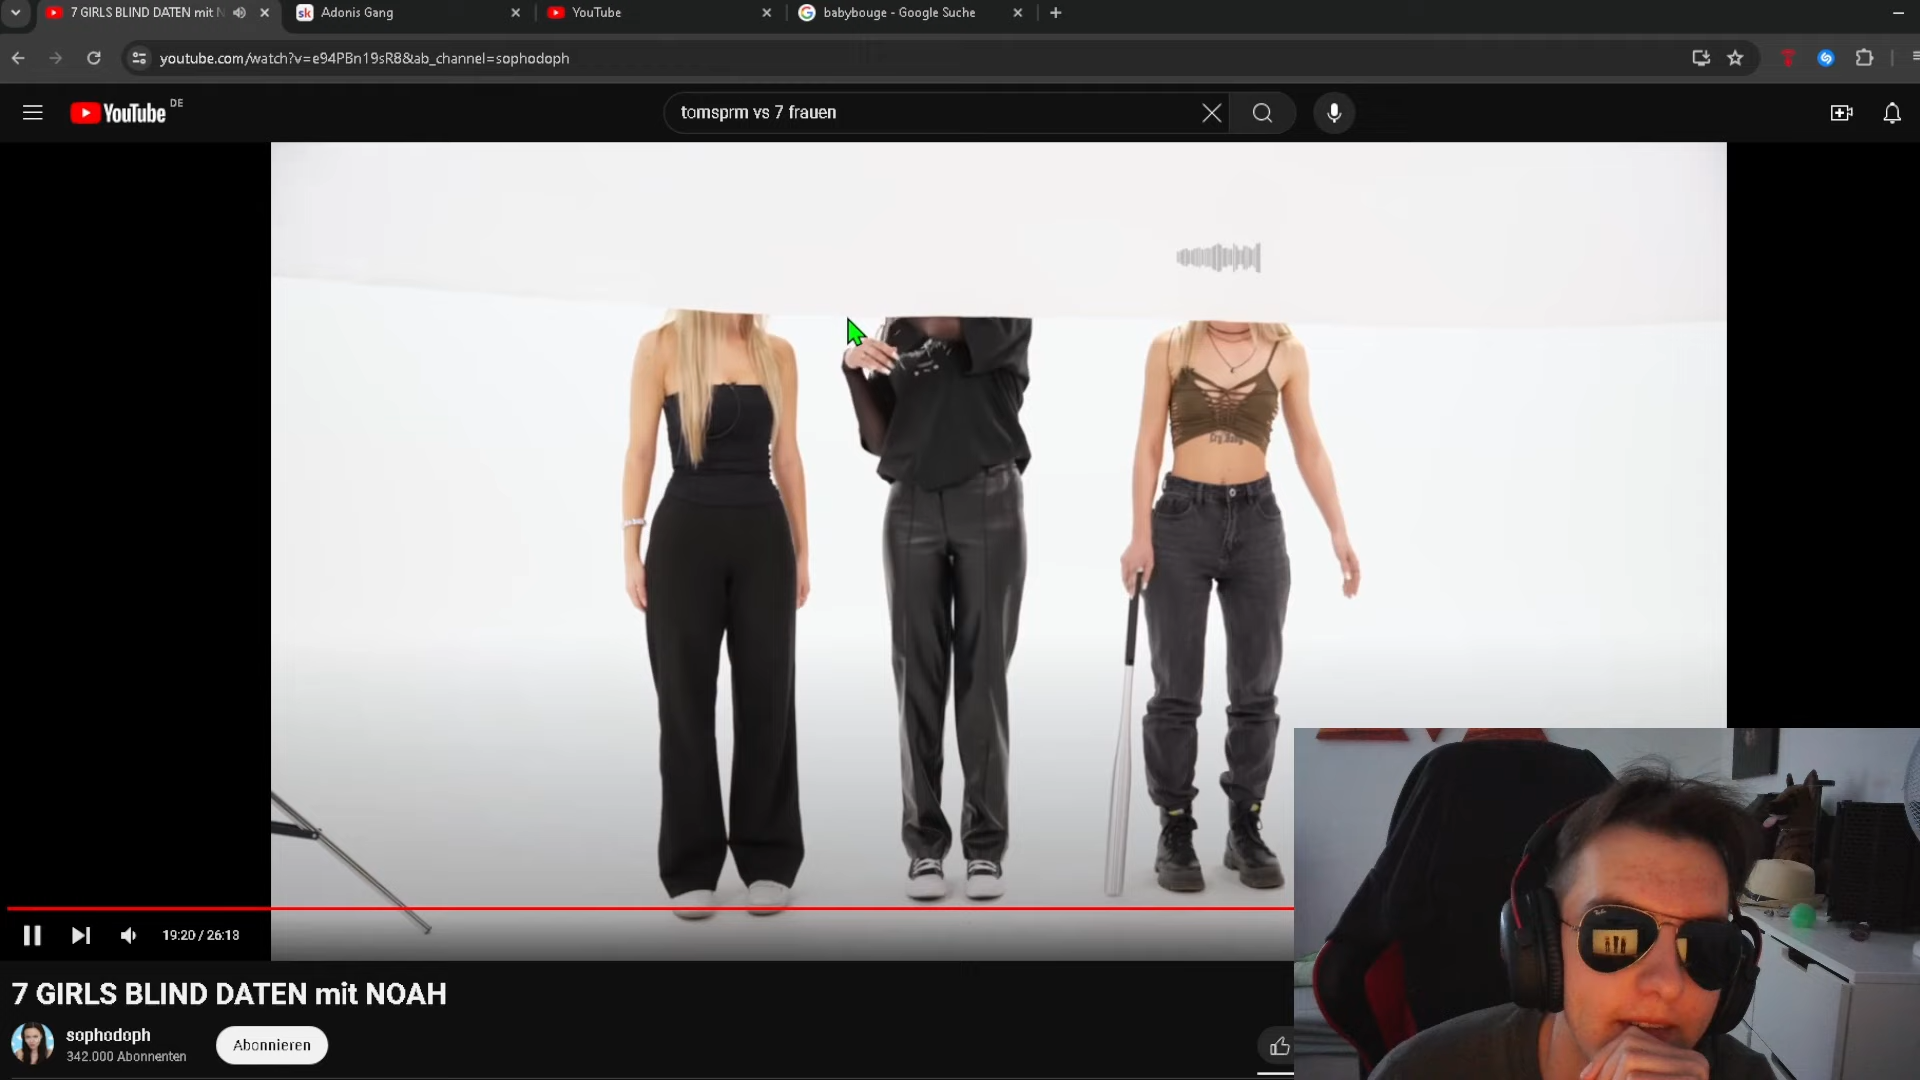 7 GIRLS BLIND DATEN mit N
Adonis Gang
YouTube
babybouge - Google Suche
youtube.com/watch?v=e94PBn19sR8&ab_channel=sophodoph
YouTube DE
tomsprm vs 7 frauen
Cry Baby
19:20 / 26:13
7 GIRLS BLIND DATEN mit NOAH
sophodoph
342.000 Abonnenten
Abonnieren